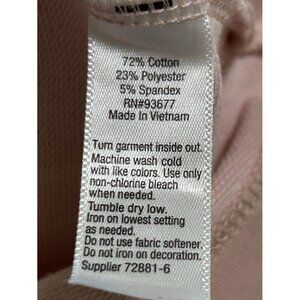 72% Cotton
23% Polyester
5% Spandex
RN#93677
Made In Vietnam
Turn garment inside out.
Machine wash cold
with like colors. Use only
non-chlorine bleach
when needed.
Tumble dry low.
Iron on lowest setting
as needed.
Do not use fabric softener.
Do not iron on decoration.
Supplier 72881-6